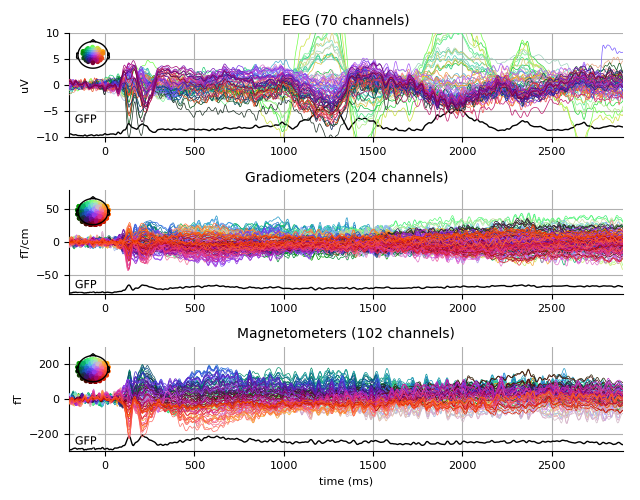 EEG (70 channels)
10
5
0
−5
−10
uV
GFP
0 500 1000 1500 2000 2500
Gradiometers (204 channels)
50
0
−50
fT/cm
GFP
0 500 1000 1500 2000 2500
Magnetometers (102 channels)
200
0
−200
fT
GFP
0 500 1000 1500 2000 2500
time (ms)